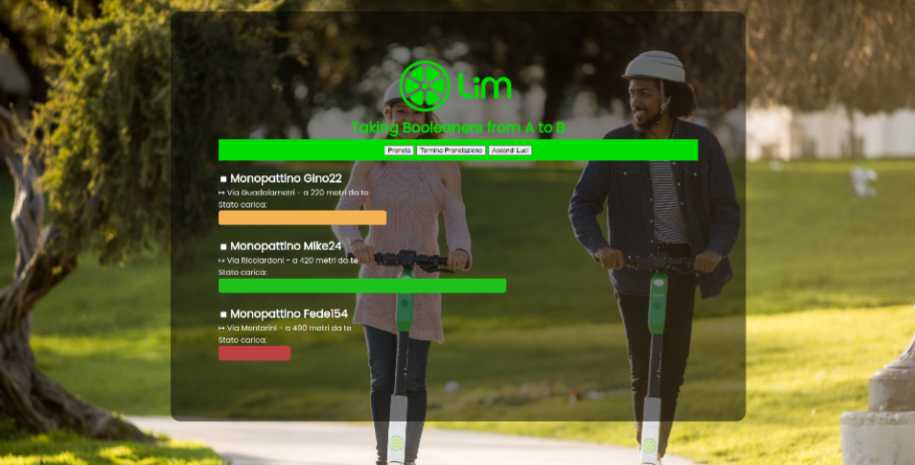 Lim
Taking Booleaners from A to B
Prenota Termina Prenotazione Accendi Luci
Monopattino Gino22
↦ Via Guadalametri - a 220 metri da te
Stato carica:
Monopattino Mike24
↦ Via Ricciardoni - a 420 metri da te
Stato carica:
Monopattino Fede154
↦ Via Mentarini - a 490 metri da te
Stato carica: